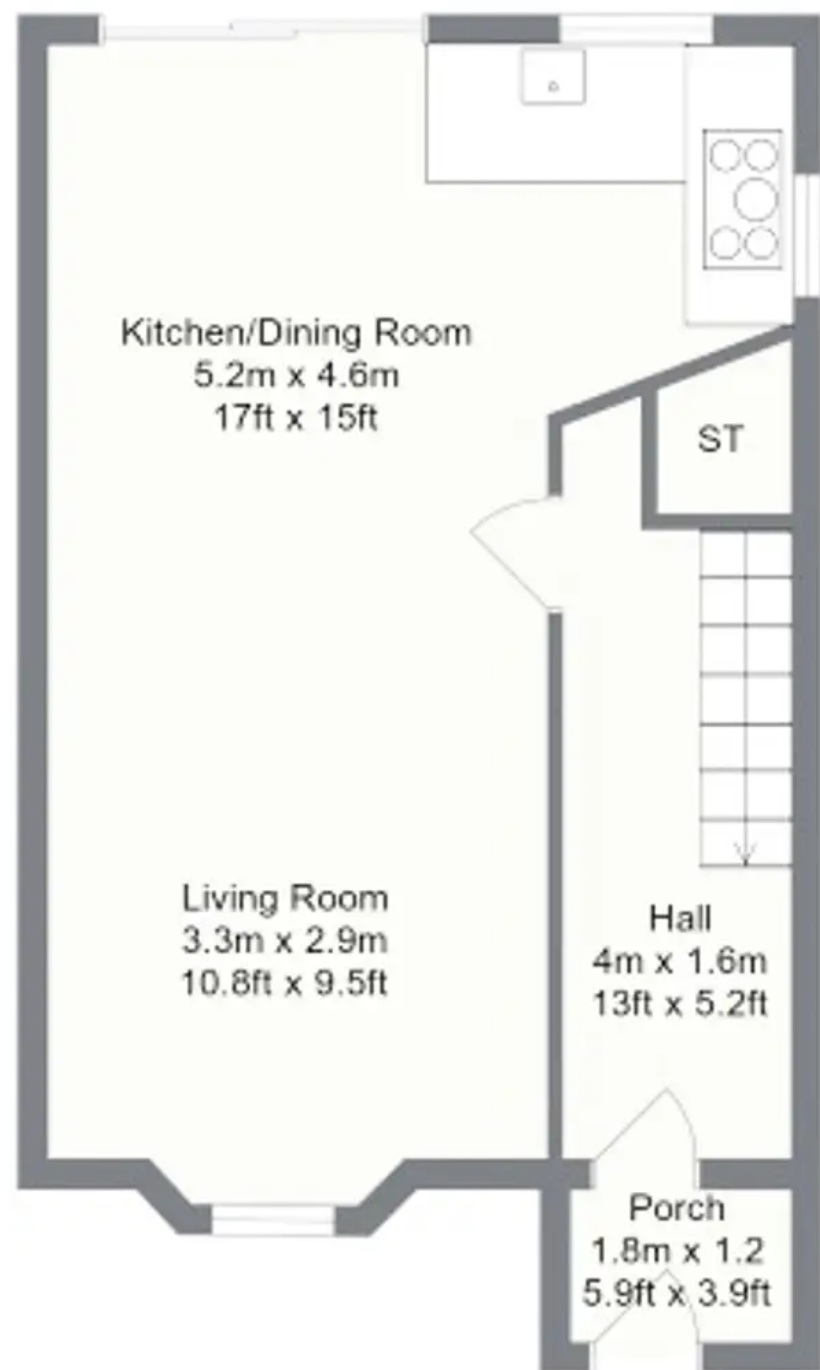 Kitchen/Dining Room
5.2m x 4.6m
17ft x 15ft
ST
Living Room
3.3m x 2.9m
10.8ft x 9.5ft
Hall
4m x 1.6m
13ft x 5.2ft
Porch
1.8m x 1.2
5.9ft x 3.9ft